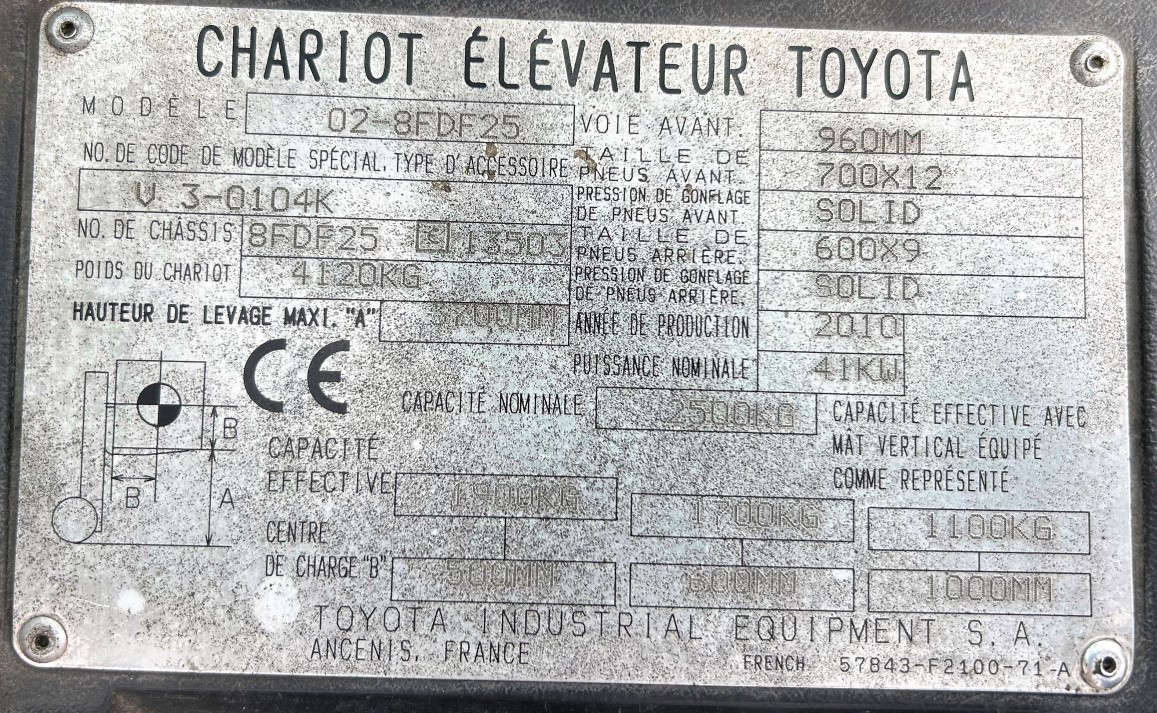 CHARIOT ÉLÉVATEUR TOYOTA
MODÈLE 02-8FDF25
NO. DE CODE DE MODÈLE SPÉCIAL, TYPE D'ACCESSOIRE
V 3-0104K
NO. DE CHÂSSIS 8FDF25
POIDS DU CHARIOT 4120KG
HAUTEUR DE LEVAGE MAXI. "A" 3700MM
VOIE AVANT. 960MM
TAILLE DE
PNEUS AVANT. 700X12
PRESSION DE GONFLAGE
DE PNEUS AVANT. SOLID
TAILLE DE
PNEUS ARRIÈRE. 600X9
PRESSION DE GONFLAGE
DE PNEUS ARRIÈRE. SOLID
ANNÉE DE PRODUCTION 2010
PUISSANCE NOMINALE 41KW
CE
CAPACITÉ NOMINALE 2500KG
CAPACITÉ EFFECTIVE AVEC
MAT VERTICAL ÉQUIPÉ
COMME REPRÉSENTÉ
B
B
A
CAPACITÉ
EFFECTIVE 1900KG 1700KG 1100KG
CENTRE
DE CHARGE "B" 500MM 1000MM
TOYOTA INDUSTRIAL EQUIPMENT S. A.
ANCENIS, FRANCE
FRENCH 57843-F2100-71-A